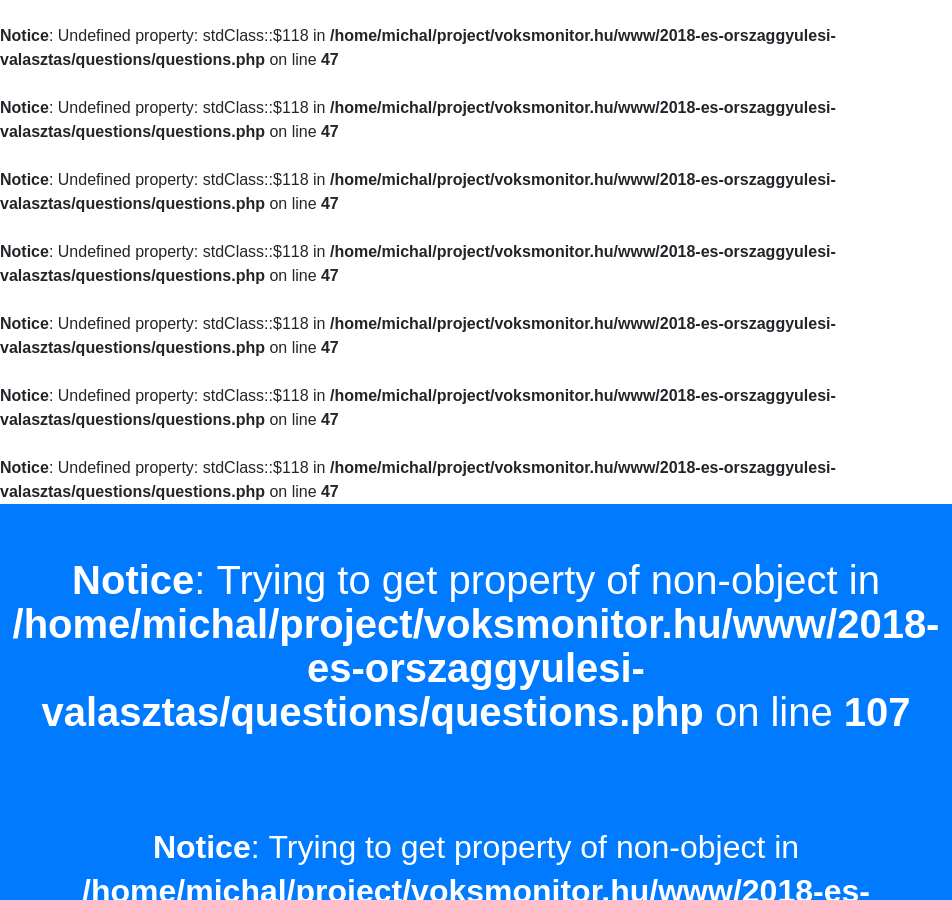 Notice: Undefined property: stdClass::$118 in /home/michal/project/voksmonitor.hu/www/2018-es-orszaggyulesi-
valasztas/questions/questions.php on line 47
Notice: Undefined property: stdClass::$118 in /home/michal/project/voksmonitor.hu/www/2018-es-orszaggyulesi-
valasztas/questions/questions.php on line 47
Notice: Undefined property: stdClass::$118 in /home/michal/project/voksmonitor.hu/www/2018-es-orszaggyulesi-
valasztas/questions/questions.php on line 47
Notice: Undefined property: stdClass::$118 in /home/michal/project/voksmonitor.hu/www/2018-es-orszaggyulesi-
valasztas/questions/questions.php on line 47
Notice: Undefined property: stdClass::$118 in /home/michal/project/voksmonitor.hu/www/2018-es-orszaggyulesi-
valasztas/questions/questions.php on line 47
Notice: Undefined property: stdClass::$118 in /home/michal/project/voksmonitor.hu/www/2018-es-orszaggyulesi-
valasztas/questions/questions.php on line 47
Notice: Undefined property: stdClass::$118 in /home/michal/project/voksmonitor.hu/www/2018-es-orszaggyulesi-
valasztas/questions/questions.php on line 47
Notice: Trying to get property of non-object in
/home/michal/project/voksmonitor.hu/www/2018-
es-orszaggyulesi-
valasztas/questions/questions.php on line 107
Notice: Trying to get property of non-object in
/home/michal/project/voksmonitor.hu/www/2018-es-